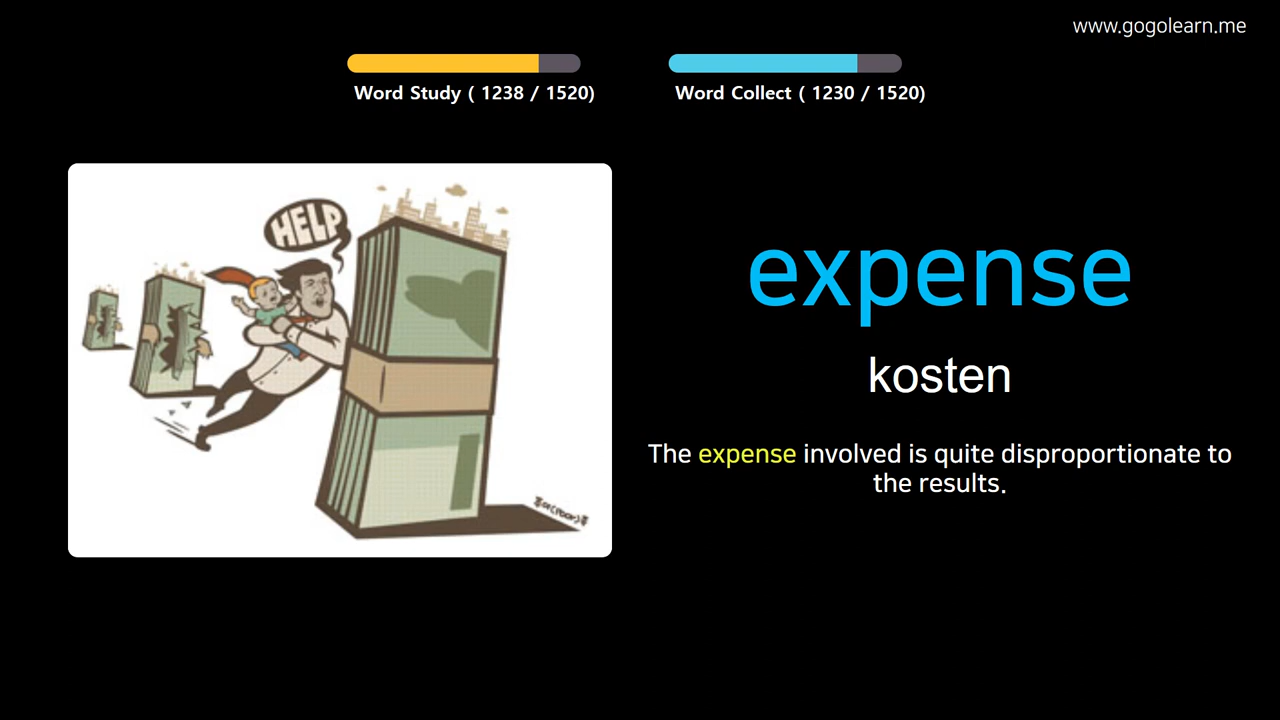 www.gogolearn.me
Word Study ( 1238 / 1520)
Word Collect ( 1230 / 1520)
HELP
expense
kosten
The expense involved is quite disproportionate to
the results.